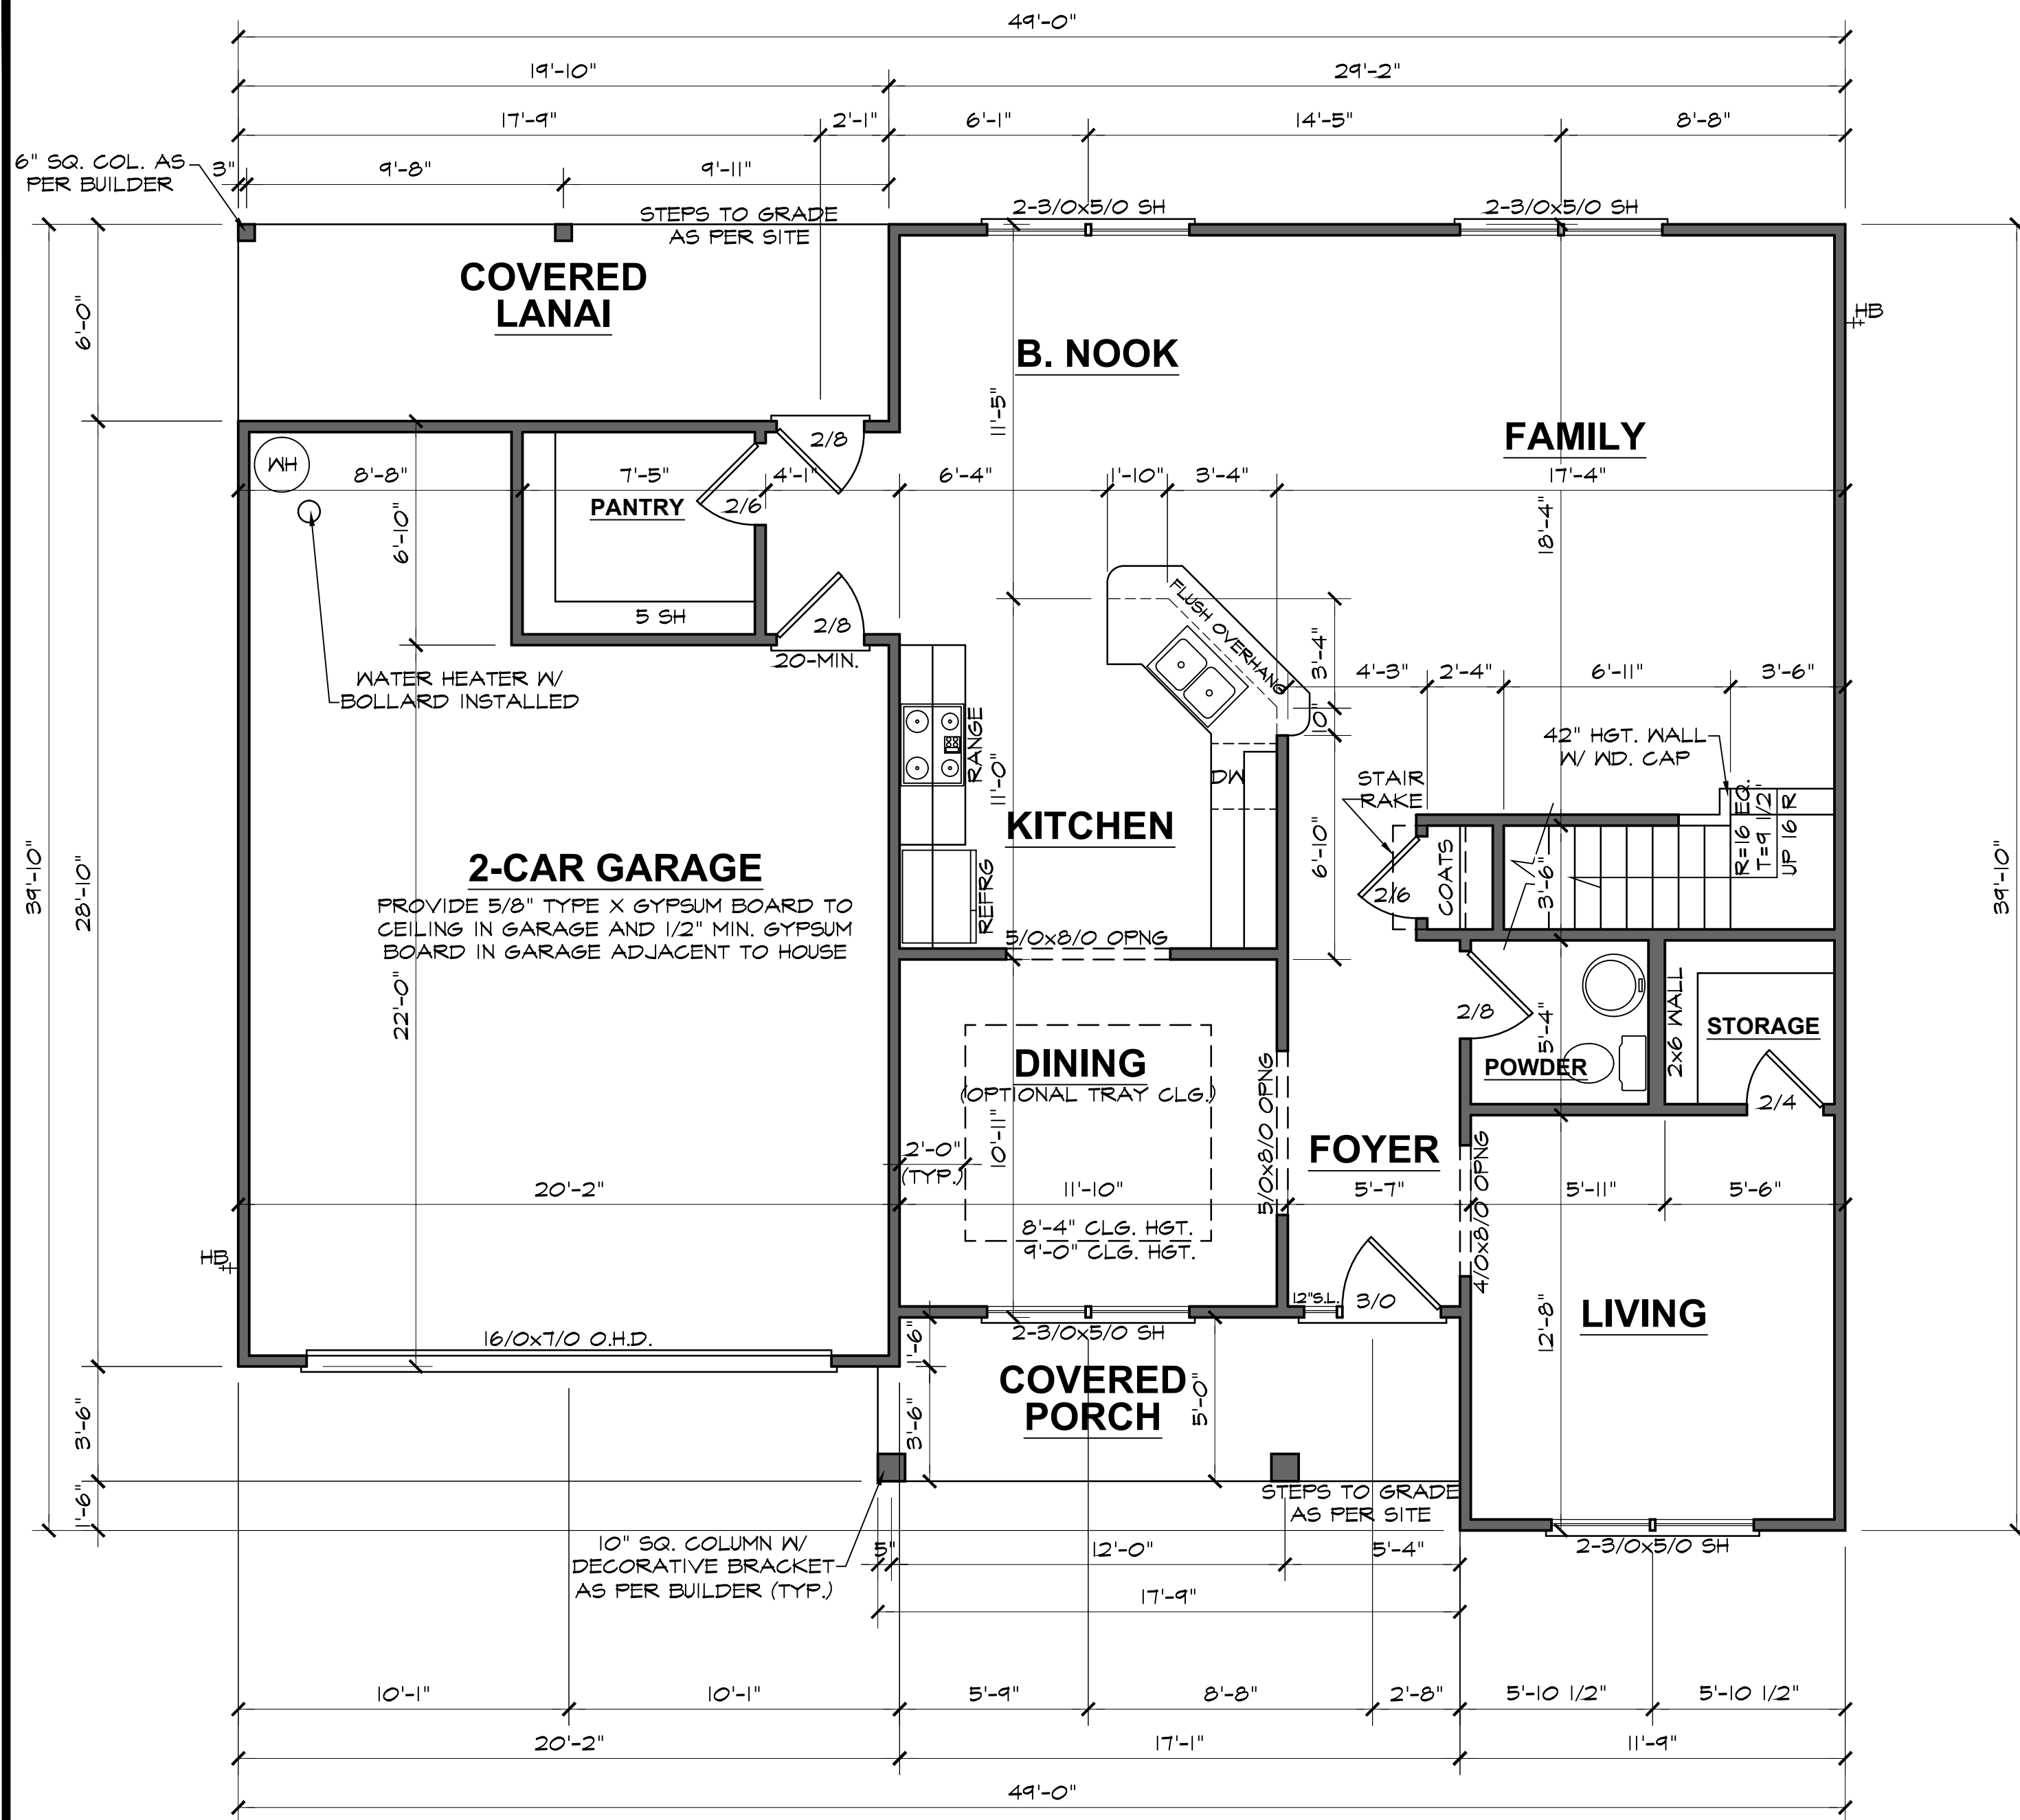 49'-0"
19'-10"
29'-2"
17'-9"
2'-1"
6'-1"
14'-5"
8'-8"
6" SQ. COL. AS
PER BUILDER
3"
9'-8"
9'-11"
STEPS TO GRADE
AS PER SITE
2-3/0x5/0 SH
2-3/0x5/0 SH
COVERED
LANAI
6'-0"
HB
B. NOOK
11'-5"
FAMILY
2/8
WH
8'-8"
7'-5"
4'-1"
6'-4"
1'-10"
3'-4"
17'-4"
PANTRY
2/6
6'-10"
18'-4"
FLUSH OVERHANG
5 SH
2/8
20-MIN.
3'-4"
WATER HEATER W/
BOLLARD INSTALLED
4'-3"
2'-4"
6'-11"
3'-6"
10"
RANGE
11'-0"
DW
42" HGT. WALL
W/ WD. CAP
STAIR
RAKE
R=16 EQ.
T=9 1/2"
UP 16 R
KITCHEN
6'-10"
2-CAR GARAGE
PROVIDE 5/8" TYPE X GYPSUM BOARD TO
CEILING IN GARAGE AND 1/2" MIN. GYPSUM
BOARD IN GARAGE ADJACENT TO HOUSE
REFRG
2/6
COATS
3'-6"
39'-10"
28'-10"
39'-10"
5/0x8/0 OPNG
22'-0"
2/8
5'-4"
2x6 WALL
STORAGE
DINING
(OPTIONAL TRAY CLG.)
POWDER
2/4
5/0x8/0 OPNG
10'-11"
2'-0"
(TYP.)
FOYER
4/0x8/0 OPNG
20'-2"
11'-10"
5'-7"
5'-11"
5'-6"
8'-4" CLG. HGT.
9'-0" CLG. HGT.
HB
12"S.L.
3/0
LIVING
12'-8"
16/0x7/0 O.H.D.
1'-6"
2-3/0x5/0 SH
COVERED
PORCH
3'-6"
3'-6"
5'-0"
1'-6"
STEPS TO GRADE
AS PER SITE
10" SQ. COLUMN W/
DECORATIVE BRACKET
AS PER BUILDER (TYP.)
2-3/0x5/0 SH
5"
12'-0"
5'-4"
17'-9"
10'-1"
10'-1"
5'-9"
8'-8"
2'-8"
5'-10 1/2"
5'-10 1/2"
20'-2"
17'-1"
11'-9"
49'-0"